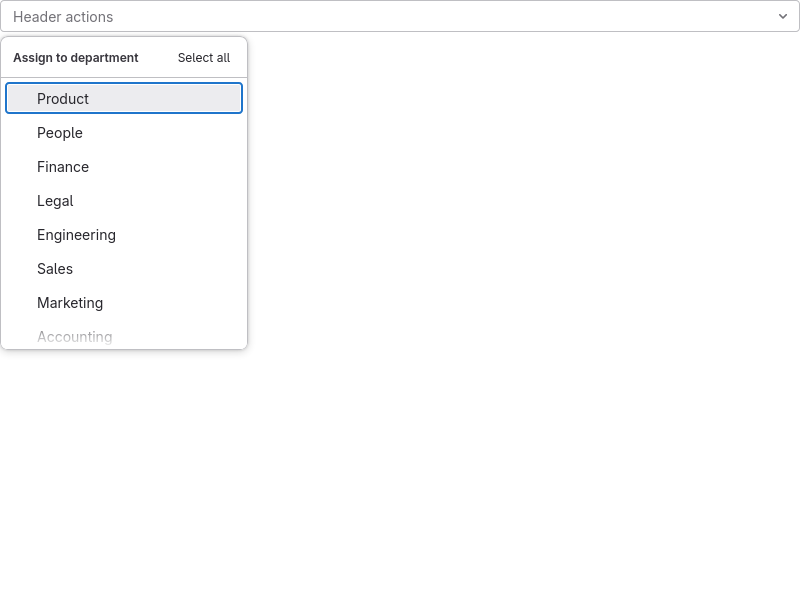 Header actions
Assign to department Select all
Product
People
Finance
Legal
Engineering
Sales
Marketing
Accounting